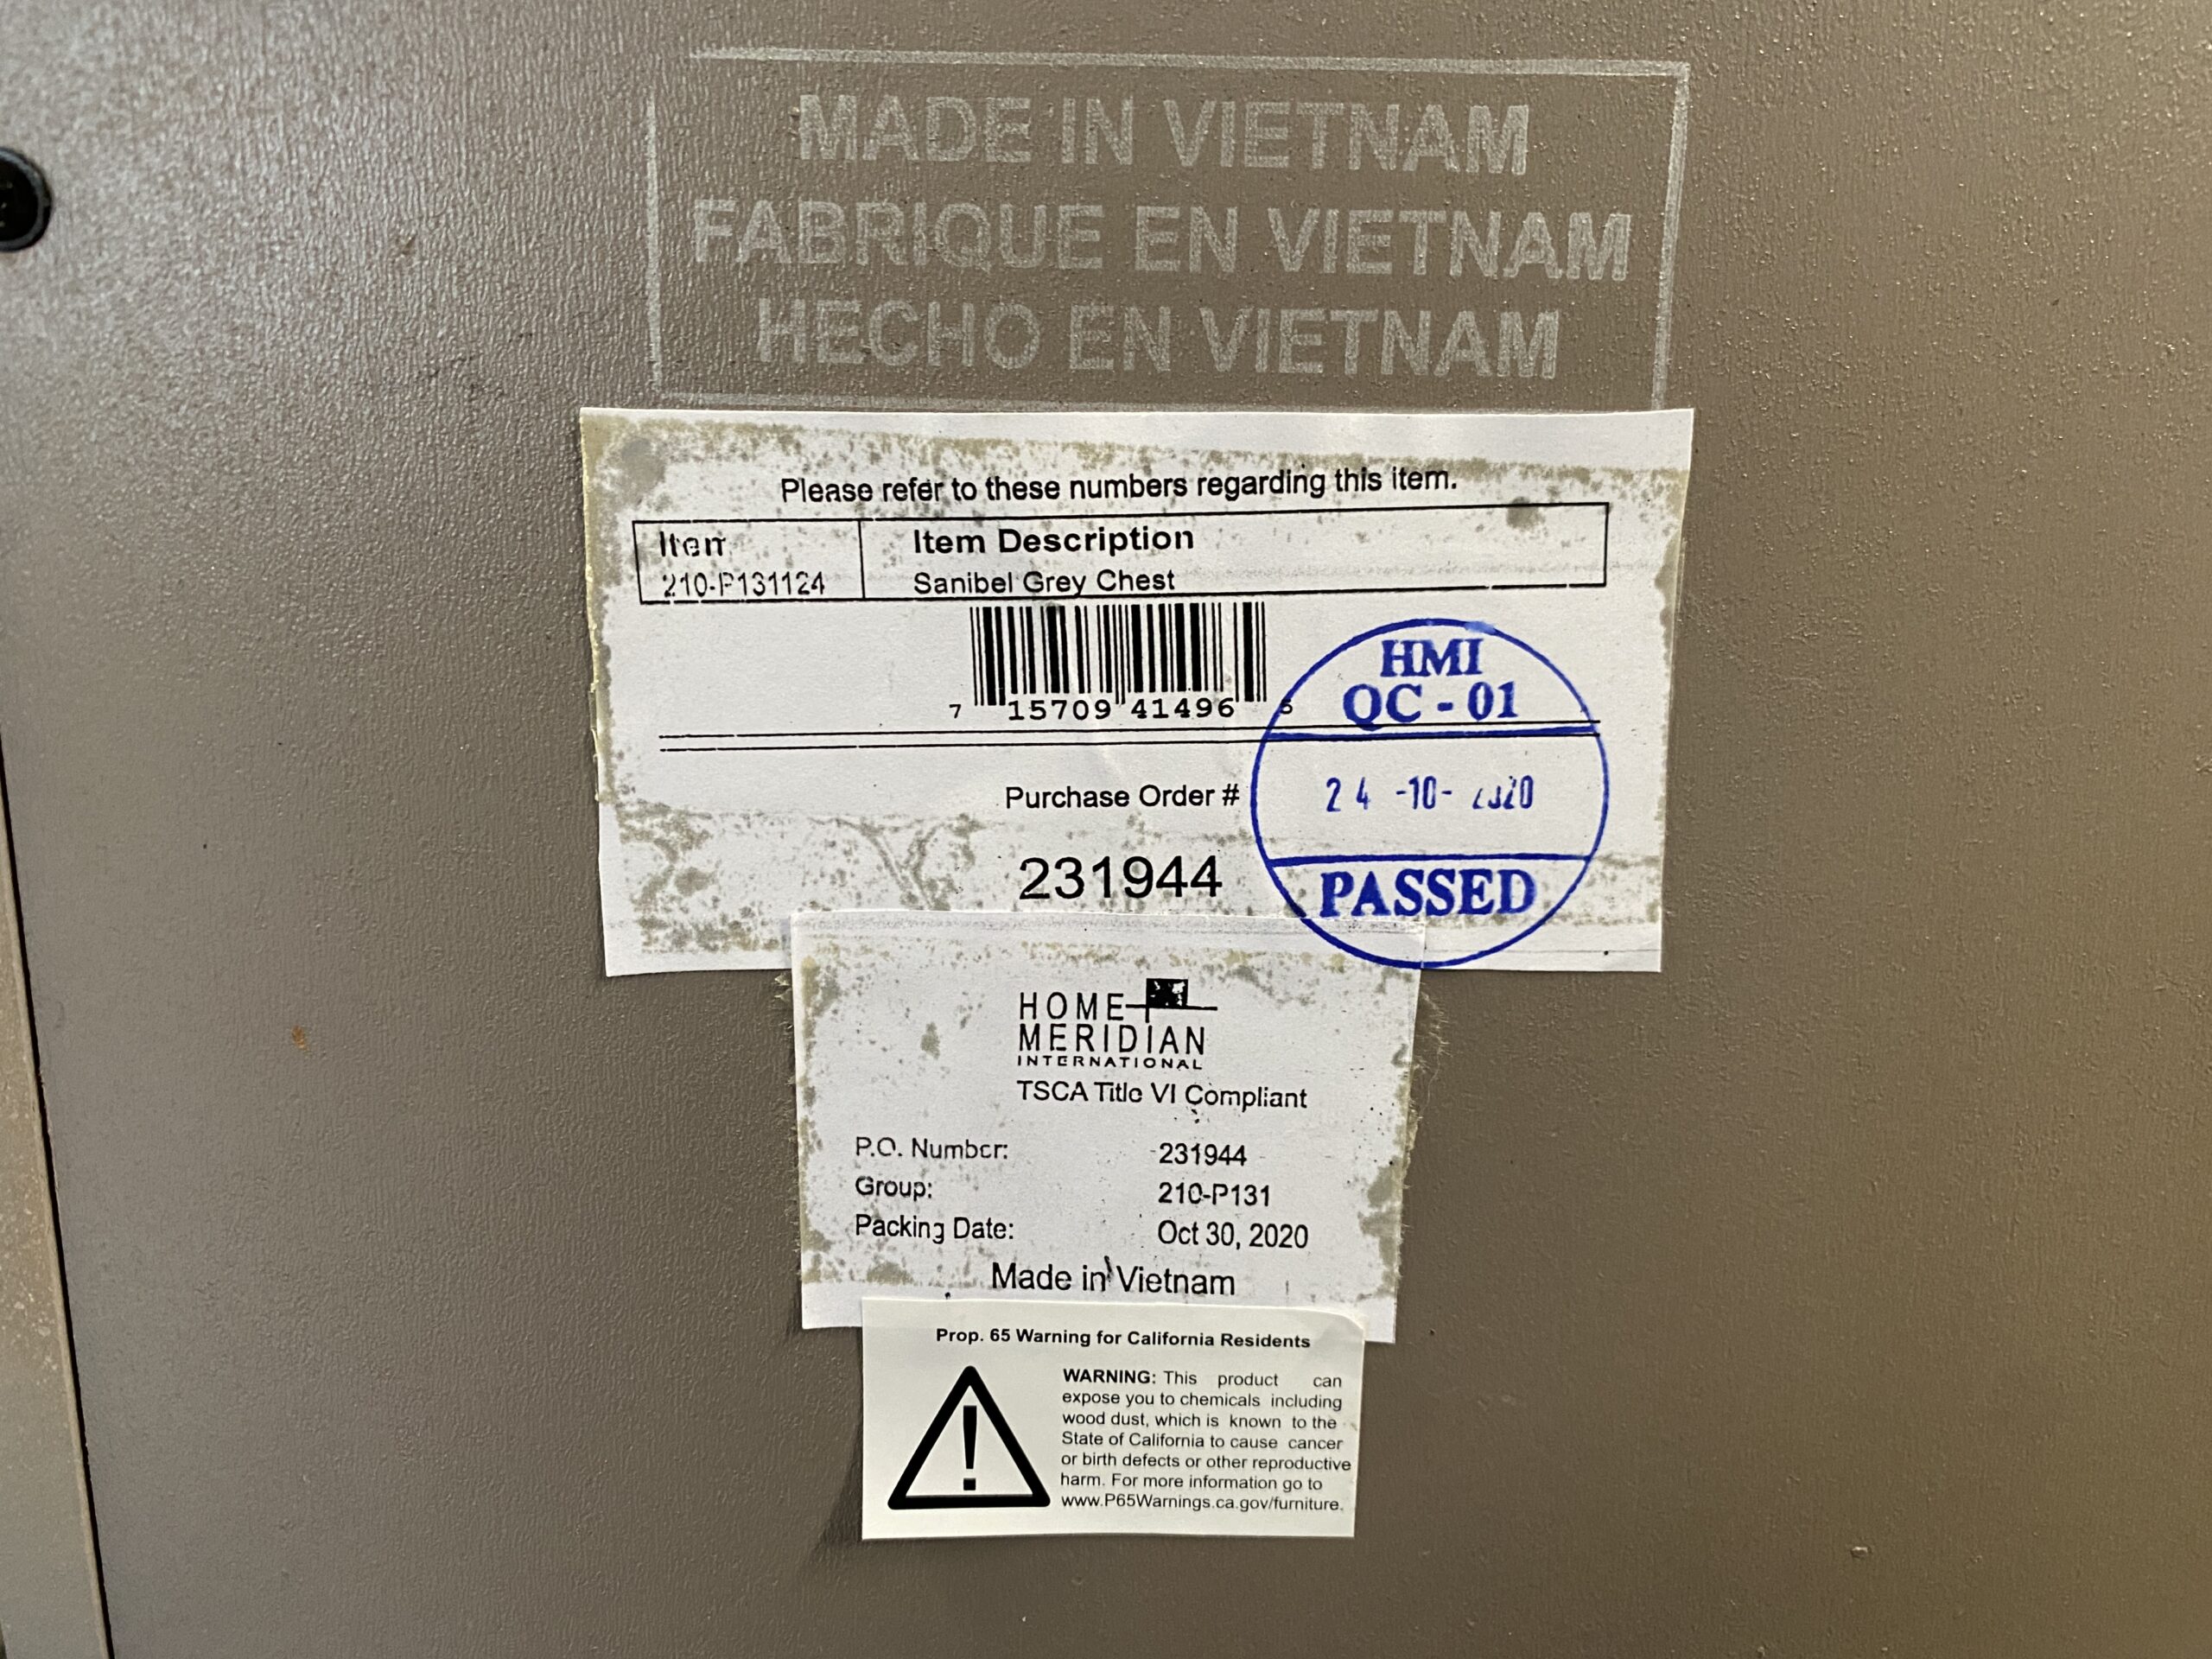 MADE IN VIETNAM
FABRIQUE EN VIETNAM
HECHO EN VIETNAM
Please refer to these numbers regarding this item.
Item Item Description
210-P131124 Sanibel Grey Chest
7 15709 41496 6
HMI
QC - 01
24 -10- 2020
PASSED
Purchase Order #
231944
HOME
MERIDIAN
INTERNATIONAL
TSCA Title VI Compliant
P.O. Number: 231944
Group: 210-P131
Packing Date: Oct 30, 2020
Made in Vietnam
Prop. 65 Warning for California Residents
WARNING: This product can
expose you to chemicals including
wood dust, which is known to the
State of California to cause cancer
or birth defects or other reproductive
harm. For more information go to
www.P65Warnings.ca.gov/furniture.